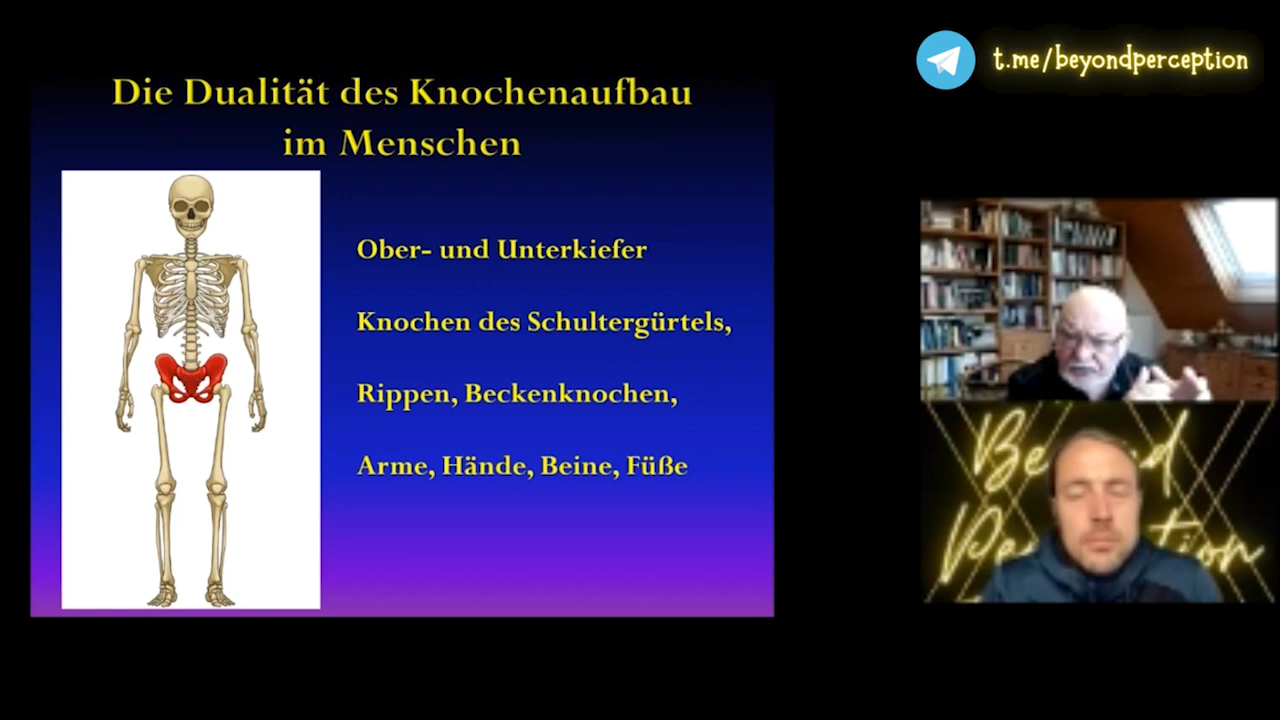 Die Dualität des Knochenaufbau
im Menschen
Ober- und Unterkiefer
Knochen des Schultergürtels,
Rippen, Beckenknochen,
Arme, Hände, Beine, Füße
t.me/beyondperception